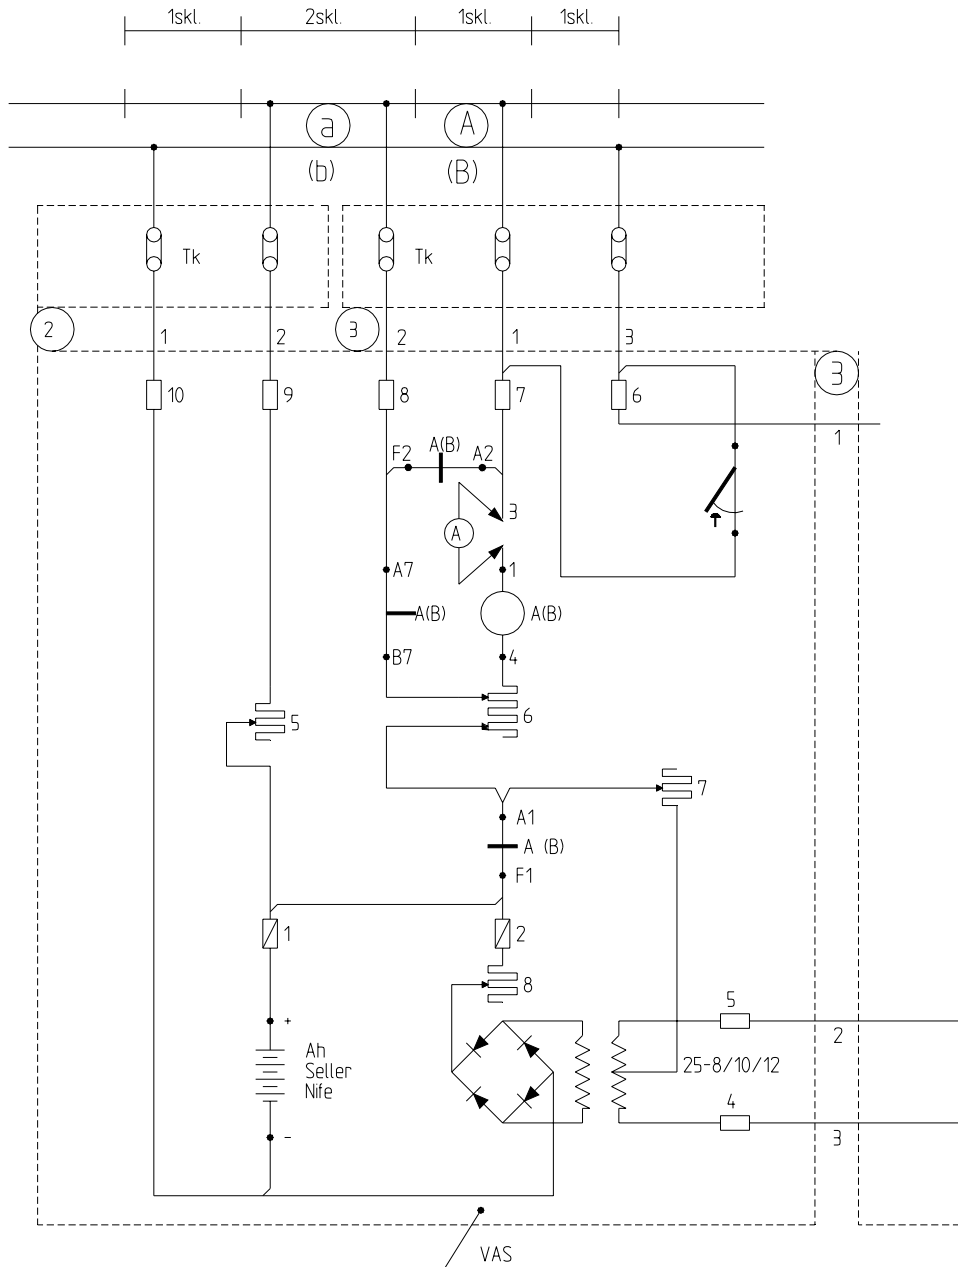 1skl. 2skl. 1skl. 1skl.
a A
(b) (B)
Tk Tk
2 3
1 2 2 1 3
3
10 9 8 7 6
1
A(B)
F2 A2
3
A
A7 1
A(B) A(B)
B7 4
5 6
7
A1
A (B)
F1
1 2
8
5
+
2
Ah
Seller
Nife
25-8/10/12
4
3
-
VAS